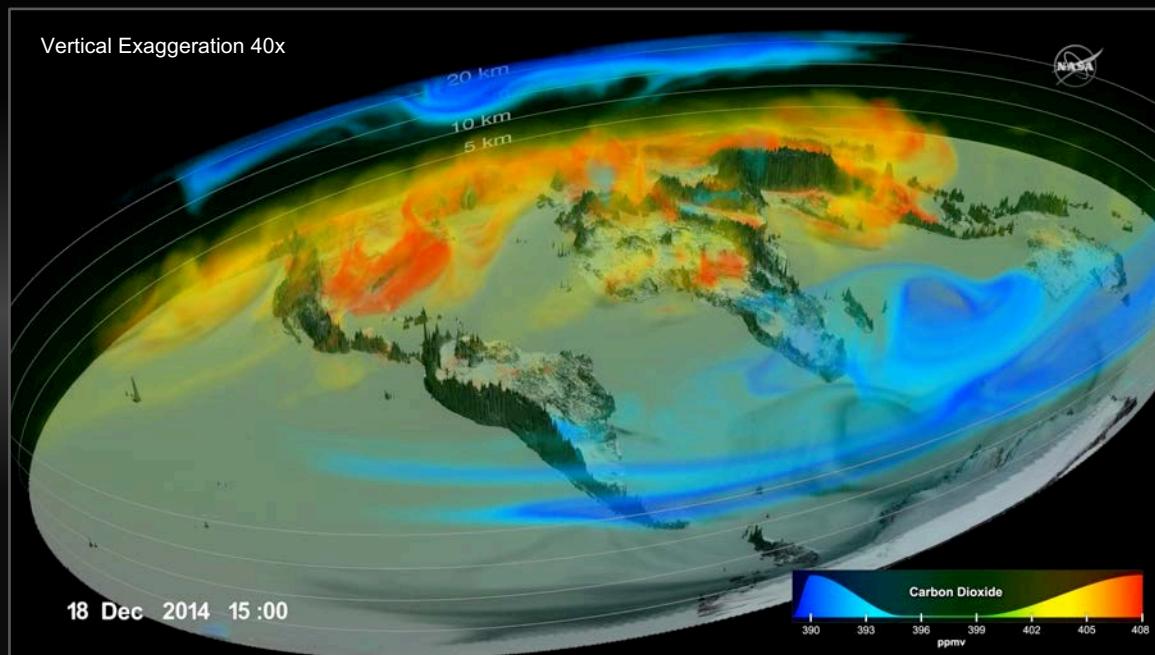 Vertical Exaggeration 40x
NASA
20 km
10 km
5 km
18 Dec 2014 15:00
Carbon Dioxide
390 393 396 399 402 405 408
ppmv